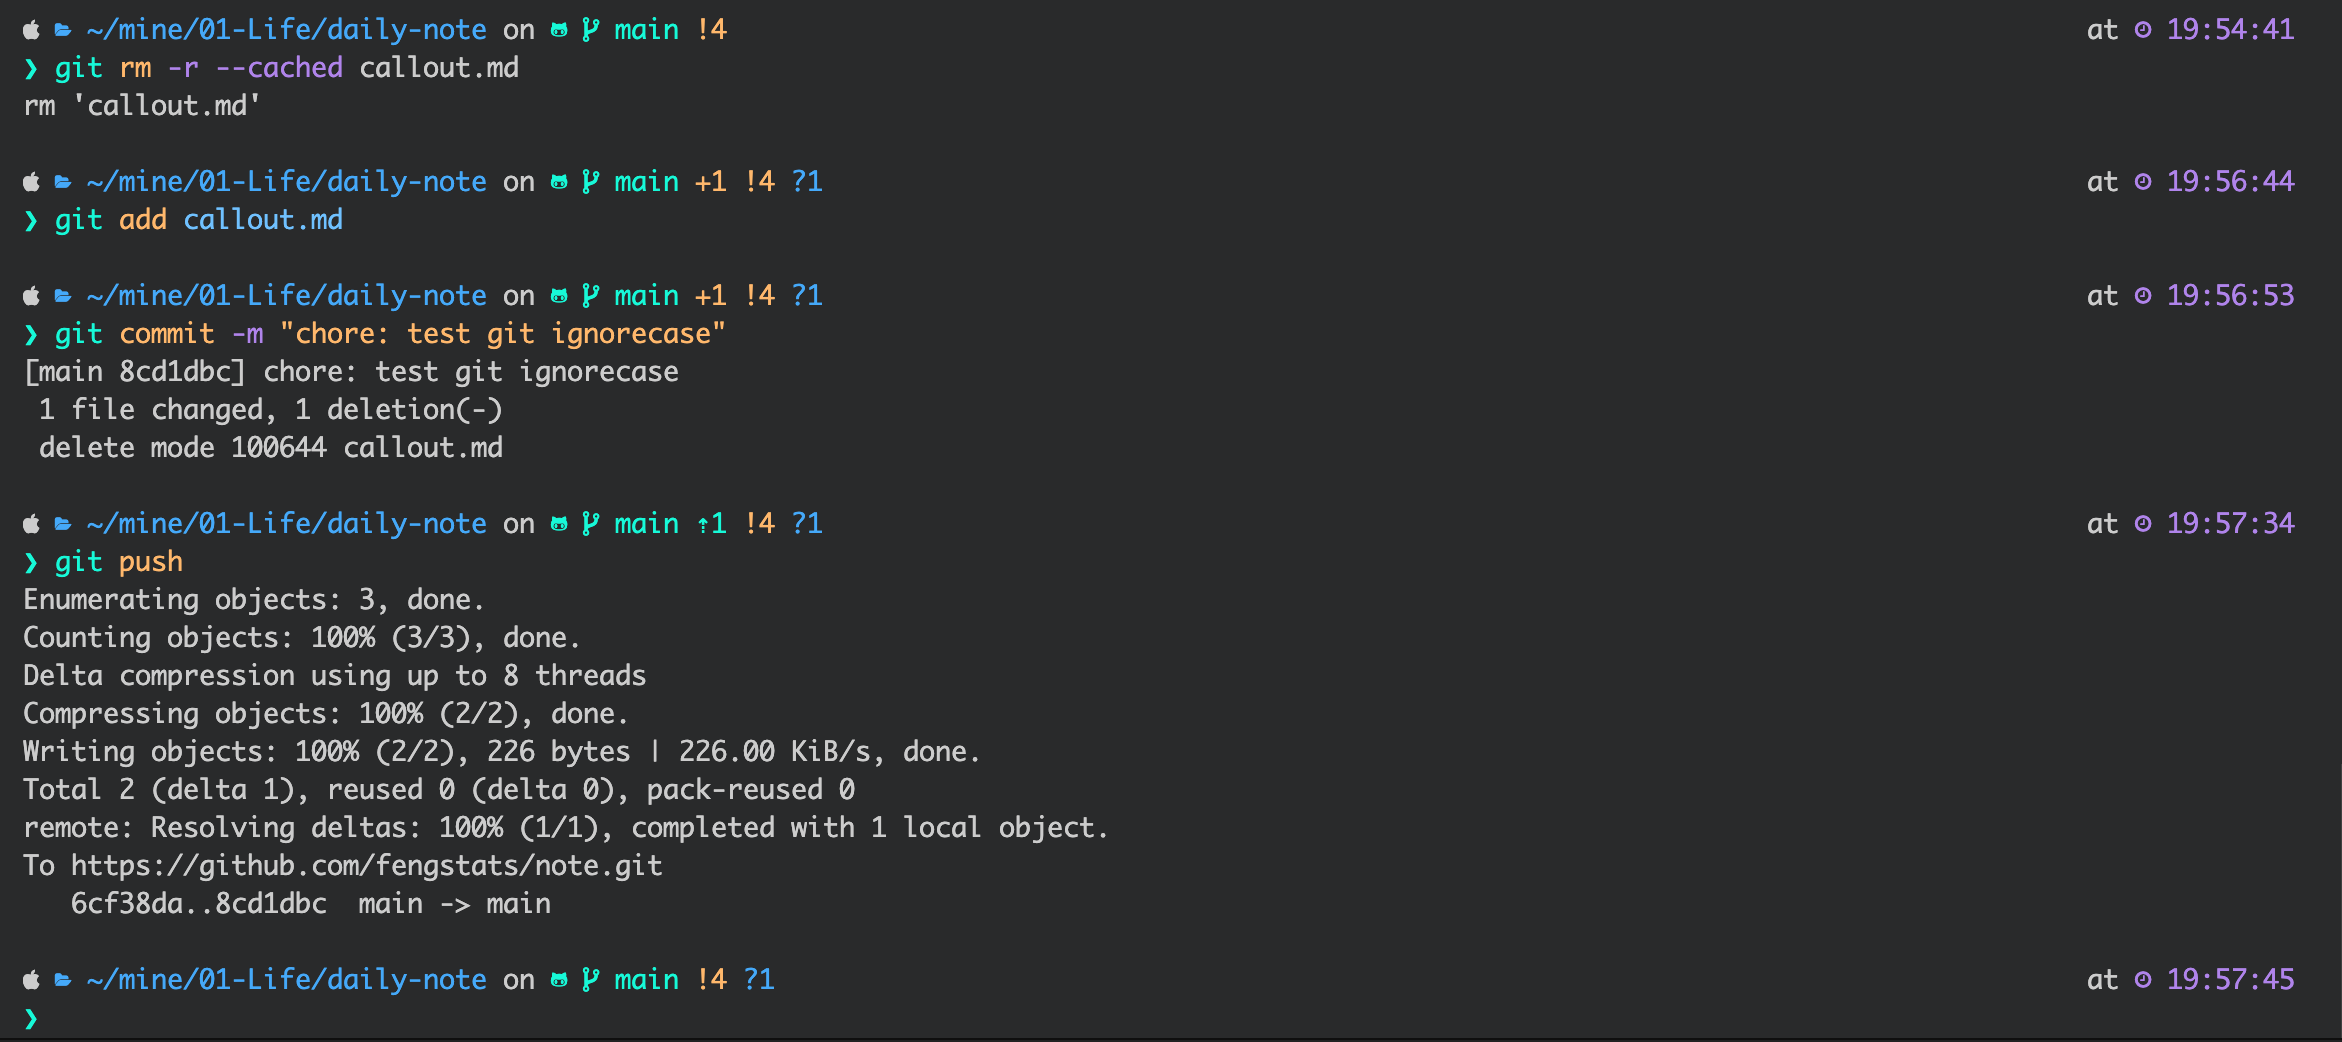 ~/mine/01-Life/daily-note on main !4 at 19:54:41
❯ git rm -r --cached callout.md
rm 'callout.md'
~/mine/01-Life/daily-note on main +1 !4 ?1 at 19:56:44
❯ git add callout.md
~/mine/01-Life/daily-note on main +1 !4 ?1 at 19:56:53
❯ git commit -m "chore: test git ignorecase"
[main 8cd1dbc] chore: test git ignorecase
1 file changed, 1 deletion(-)
delete mode 100644 callout.md
~/mine/01-Life/daily-note on main ⇡1 !4 ?1 at 19:57:34
❯ git push
Enumerating objects: 3, done.
Counting objects: 100% (3/3), done.
Delta compression using up to 8 threads
Compressing objects: 100% (2/2), done.
Writing objects: 100% (2/2), 226 bytes | 226.00 KiB/s, done.
Total 2 (delta 1), reused 0 (delta 0), pack-reused 0
remote: Resolving deltas: 100% (1/1), completed with 1 local object.
To https://github.com/fengstats/note.git
6cf38da..8cd1dbc main -> main
~/mine/01-Life/daily-note on main !4 ?1 at 19:57:45
❯